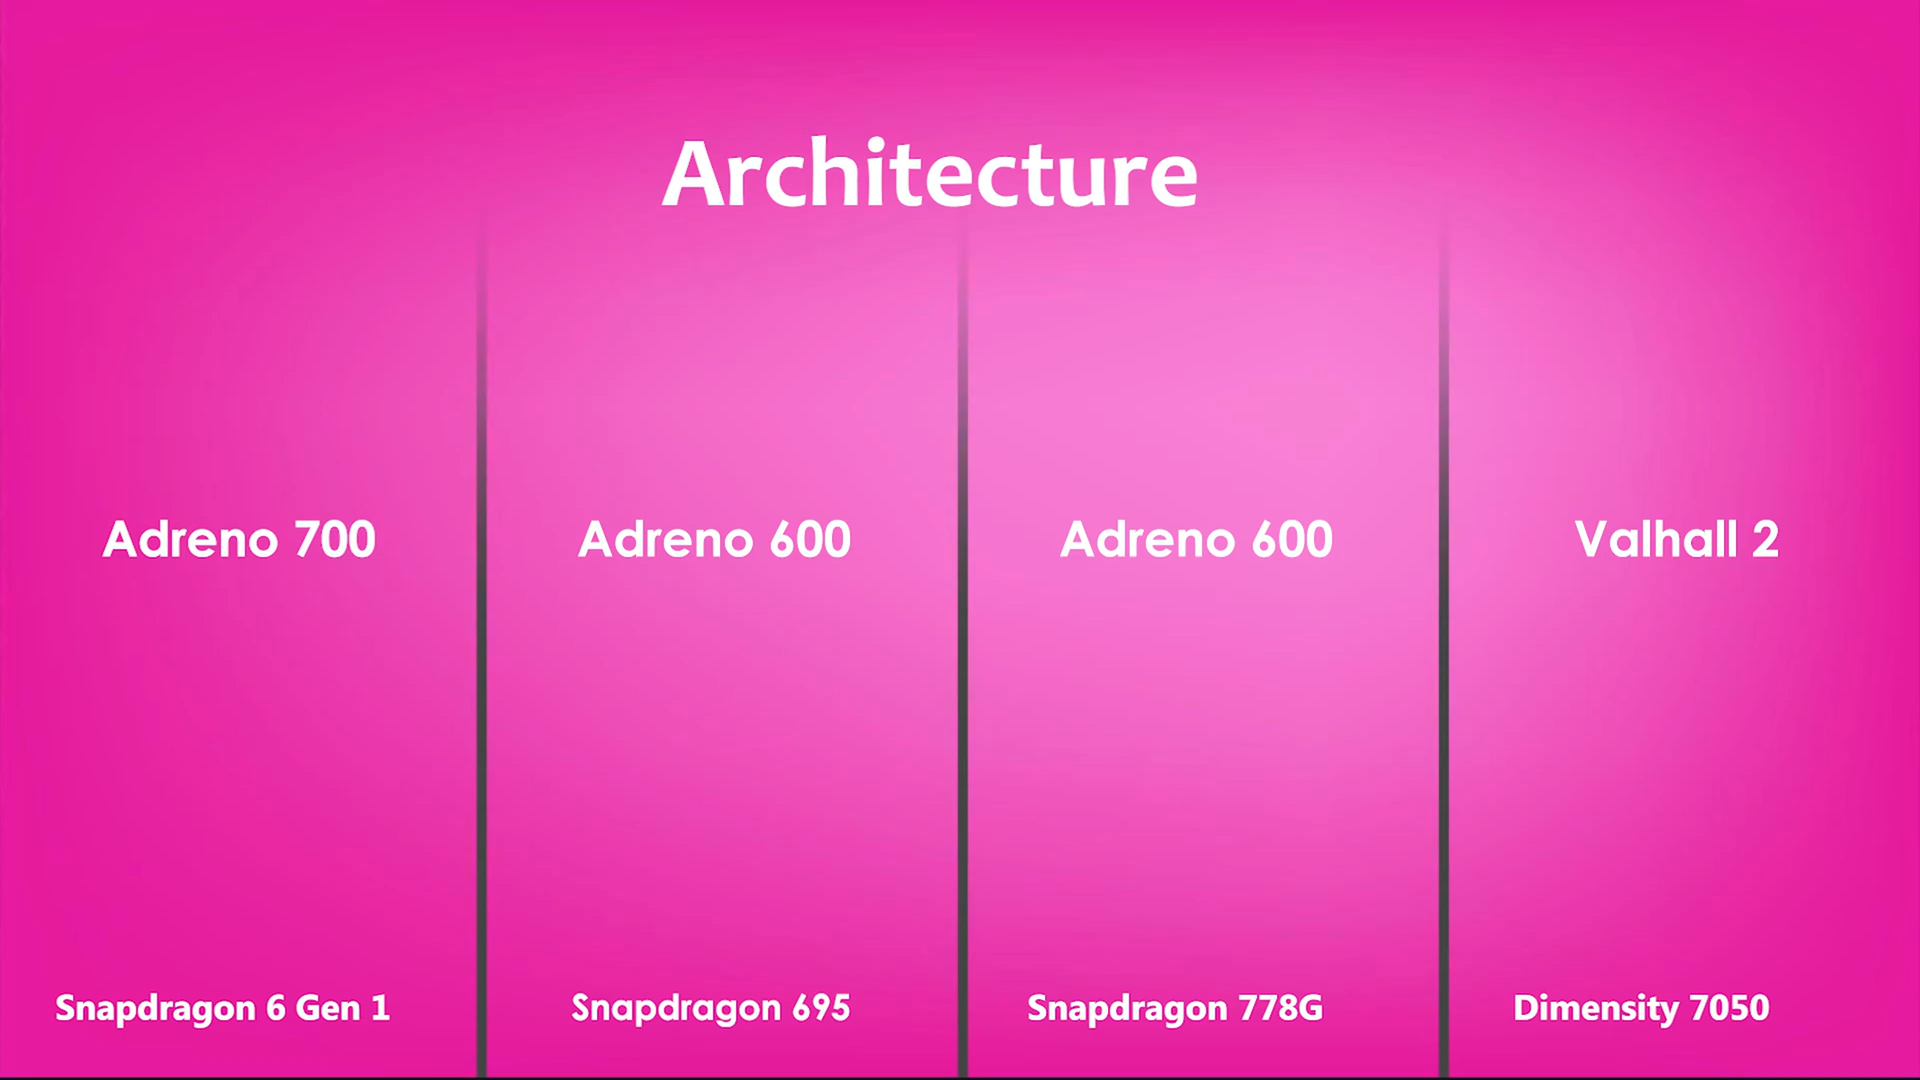 Architecture
Adreno 700
Adreno 600
Adreno 600
Valhall 2
Snapdragon 6 Gen 1
Snapdragon 695
Snapdragon 778G
Dimensity 7050